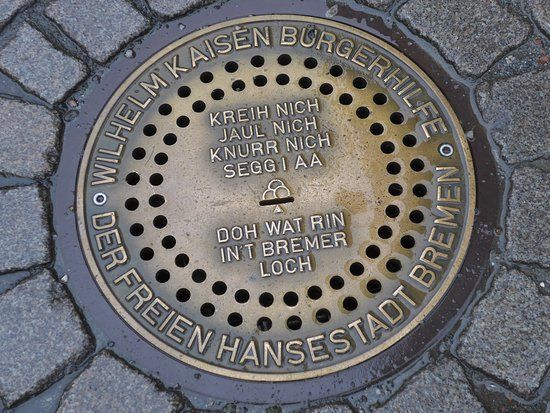 WILHELM KAISEN BÜRGERHILFE
KREIH NICH
JAUL NICH
KNURR NICH
SEGG I AA
DOH WAT RIN
IN'T BREMER
LOCH
DER FREIEN HANSESTADT BREMEN